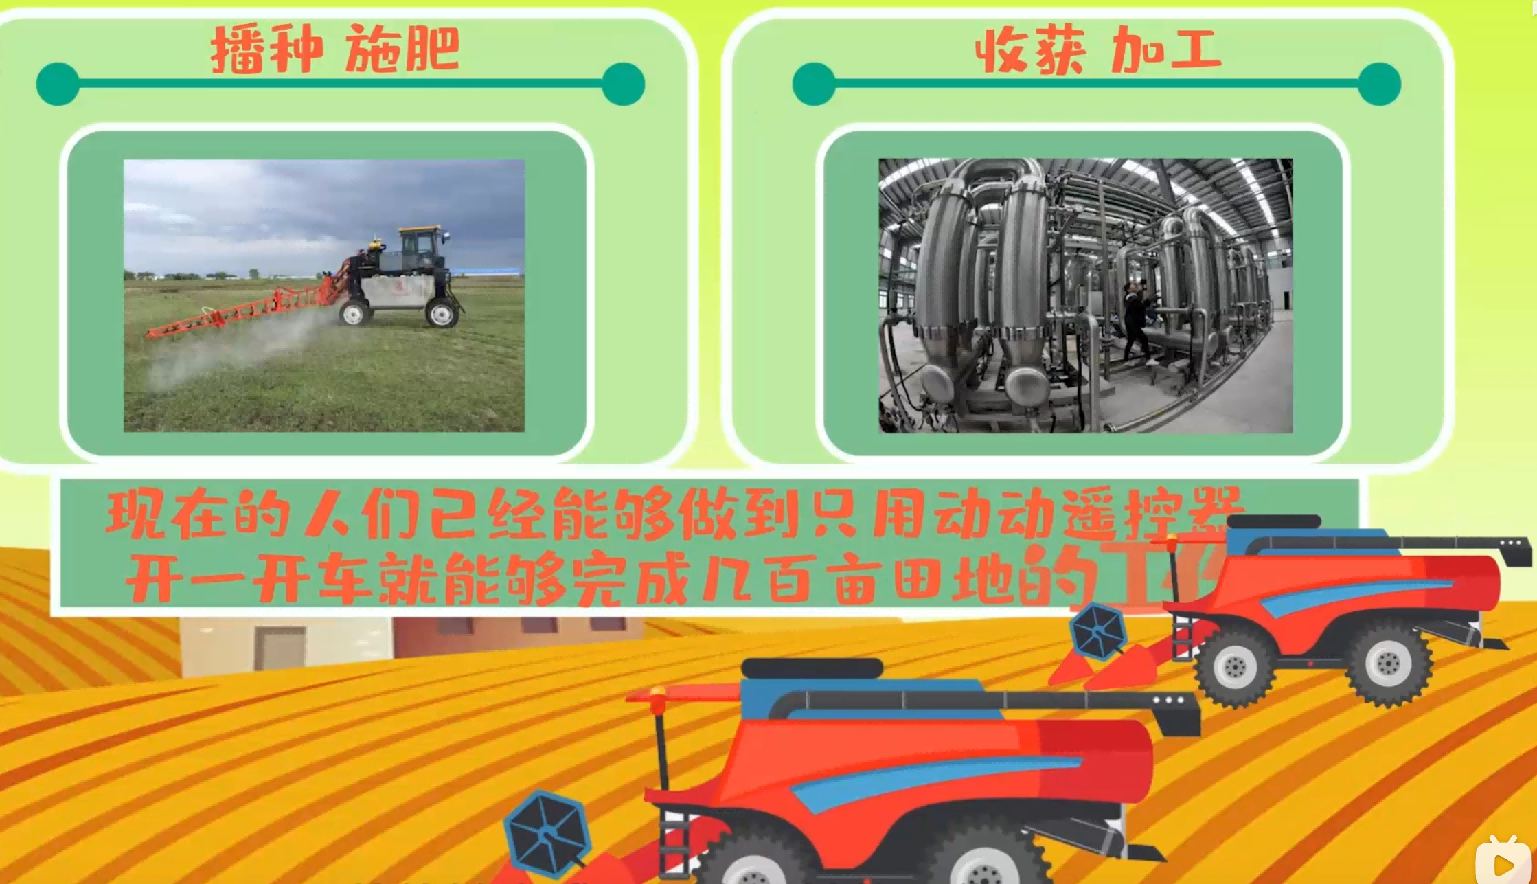 播种 施肥
收获 加工
现在的人们已经能够做到只用动动遥控器
开一开车就能够完成几百亩田地的工作